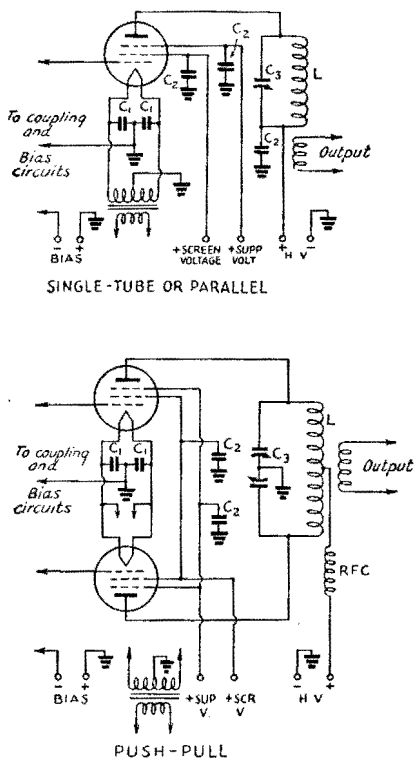 C2
C2
C1 C1
C3
L
C2
To coupling
and
Bias
circuits
Output
- +
BIAS
+SCREEN
VOLTAGE
+SUPP
VOLT
+ -
H V
SINGLE-TUBE OR PARALLEL
L
To coupling
and
Bias
circuits
C1 C1
C2
C3
Output
C2
RFC
- +
BIAS
+SUP
V.
+SCR
V
- +
H V
PUSH-PULL